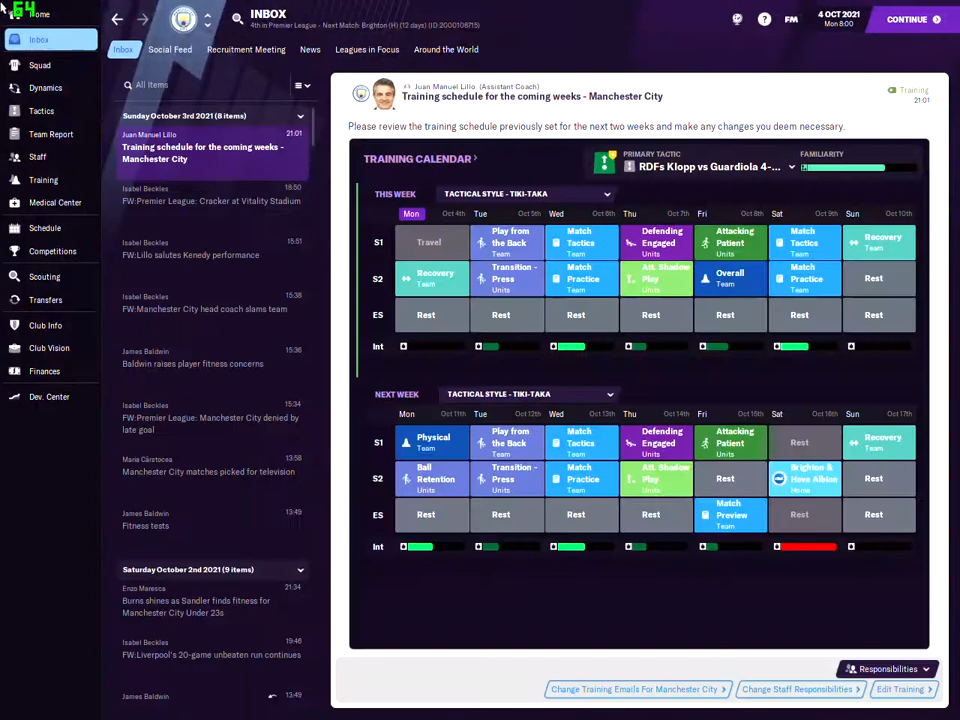 64
Home
INBOX
4th in Premier League - Next Match: Brighton (H) (12 days) (ID:2000108715)
FM
4 OCT 2021
Mon 8:00
CONTINUE
Inbox
Squad
Dynamics
Tactics
Team Report
Staff
Training
Medical Center
Schedule
Competitions
Scouting
Transfers
Club Info
Club Vision
Finances
Dev. Center
Inbox
Social Feed
Recruitment Meeting
News
Leagues in Focus
Around the World
All Items
Sunday October 3rd 2021 (8 items)
Juan Manuel Lillo
21:01
Training schedule for the coming weeks -
Manchester City
Isabel Beckles
18:50
FW:Premier League: Cracker at Vitality Stadium
Isabel Beckles
15:51
FW:Lillo salutes Kenedy performance
Isabel Beckles
15:38
FW:Manchester City head coach slams team
James Baldwin
15:36
Baldwin raises player fitness concerns
Isabel Beckles
15:34
FW:Premier League: Manchester City denied by
late goal
Maria Cărstocea
13:56
Manchester City matches picked for television
James Baldwin
13:49
Fitness tests
Saturday October 2nd 2021 (9 items)
Enzo Maresca
21:34
Burns shines as Sandler finds fitness for
Manchester City Under 23s
Isabel Beckles
19:46
FW:Liverpool's 20-game unbeaten run continues
James Baldwin
13:49
Juan Manuel Lillo (Assistant Coach)
Training schedule for the coming weeks - Manchester City
Training
21:01
Please review the training schedule previously set for the next two weeks and make any changes you deem necessary.
TRAINING CALENDAR
PRIMARY TACTIC
RDFs Klopp vs Guardiola 4-...
FAMILIARITY
THIS WEEK
TACTICAL STYLE - TIKI-TAKA
Mon Oct 4th Tue Oct 5th Wed Oct 6th Thu Oct 7th Fri Oct 8th Sat Oct 9th Sun Oct 10th
S1
Travel
Play from the Back Team
Match Tactics Team
Defending Engaged Units
Attacking Patient Units
Match Tactics Team
Recovery Team
S2
Recovery Team
Transition - Press Units
Match Practice Team
Att. Shadow Play Units
Overall Team
Match Practice Team
Rest
ES
Rest Rest Rest Rest Rest Rest Rest
Int
NEXT WEEK
TACTICAL STYLE - TIKI-TAKA
Mon Oct 11th Tue Oct 12th Wed Oct 13th Thu Oct 14th Fri Oct 15th Sat Oct 16th Sun Oct 17th
S1
Physical Team
Play from the Back Units
Match Tactics Team
Defending Engaged Units
Attacking Patient Units
Rest
Recovery Team
S2
Ball Retention Units
Transition - Press Units
Match Practice Team
Att. Shadow Play Units
Rest
Brighton & Hove Albion Home
Rest
ES
Rest Rest Rest Rest
Match Preview Team
Rest Rest
Int
Responsibilities
Change Training Emails For Manchester City
Change Staff Responsibilities
Edit Training